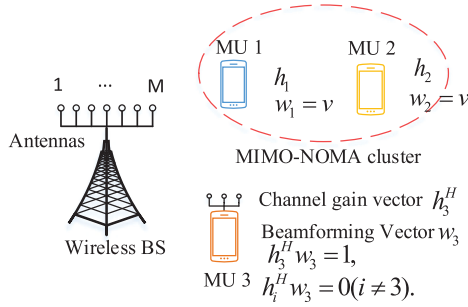 MU 1
MU 2
1 ... M
h₁
w₁ = v
h₂
w₂ = v
Antennas
MIMO-NOMA cluster
Wireless BS
Channel gain vector h₃ᴴ
Beamforming Vector w₃
h₃ᴴw₃ = 1,
MU 3
hᵢᴴw₃ = 0(i ≠ 3).